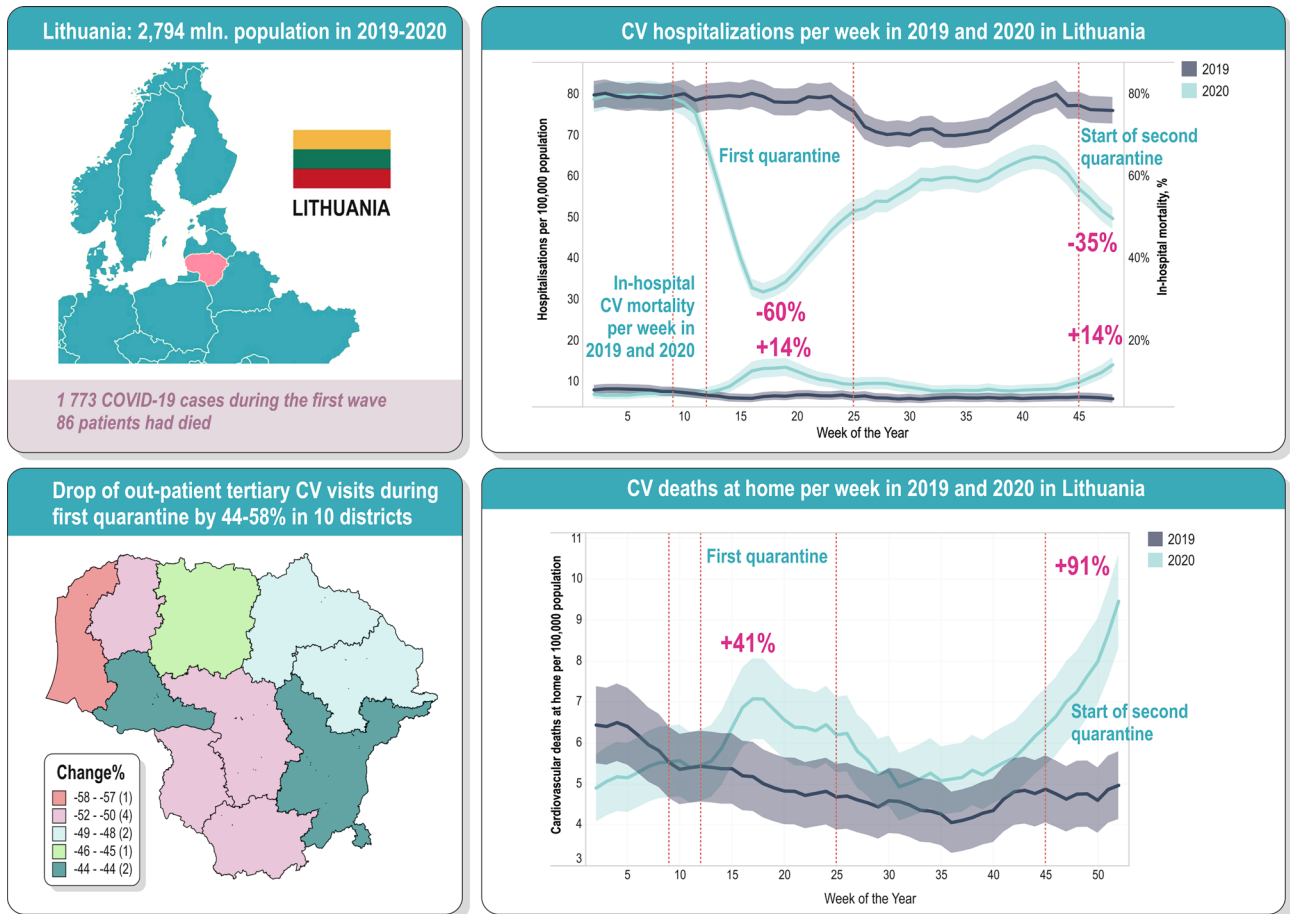 Lithuania: 2,794 mln. population in 2019-2020
LITHUANIA
1 773 COVID-19 cases during the first wave
86 patients had died
CV hospitalizations per week in 2019 and 2020 in Lithuania
2019
2020
Hospitalisations per 100,000 population
80
70
60
50
40
30
20
10
80%
60%
40%
20%
In-hospital mortality, %
First quarantine
Start of second
quarantine
-35%
In-hospital
CV mortality
per week in
2019 and 2020
-60%
+14%
+14%
5
10
15
20
25
30
35
40
45
Week of the Year
Drop of out-patient tertiary CV visits during
first quarantine by 44-58% in 10 districts
Change%
-58 - -57 (1)
-52 - -50 (4)
-49 - -48 (2)
-46 - -45 (1)
-44 - -44 (2)
CV deaths at home per week in 2019 and 2020 in Lithuania
2019
2020
Cardiovascular deaths at home per 100,000 population
11
10
9
8
7
6
5
4
3
First quarantine
+41%
+91%
Start of second
quarantine
5
10
15
20
25
30
35
40
45
50
Week of the Year